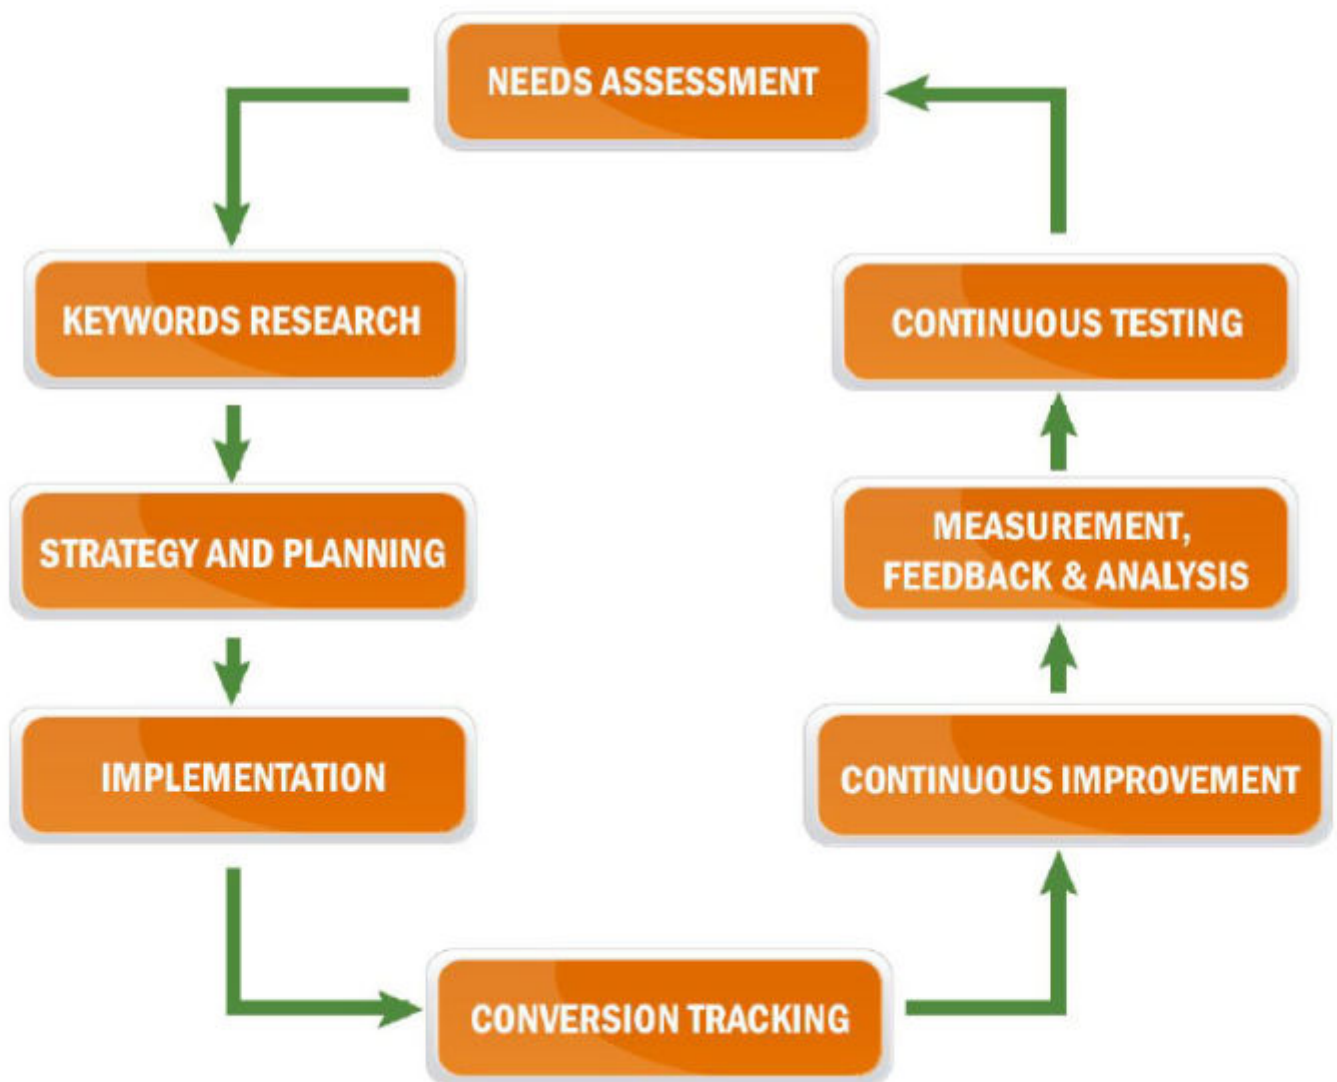 NEEDS ASSESSMENT
KEYWORDS RESEARCH
STRATEGY AND PLANNING
IMPLEMENTATION
CONVERSION TRACKING
CONTINUOUS IMPROVEMENT
MEASUREMENT,
FEEDBACK & ANALYSIS
CONTINUOUS TESTING